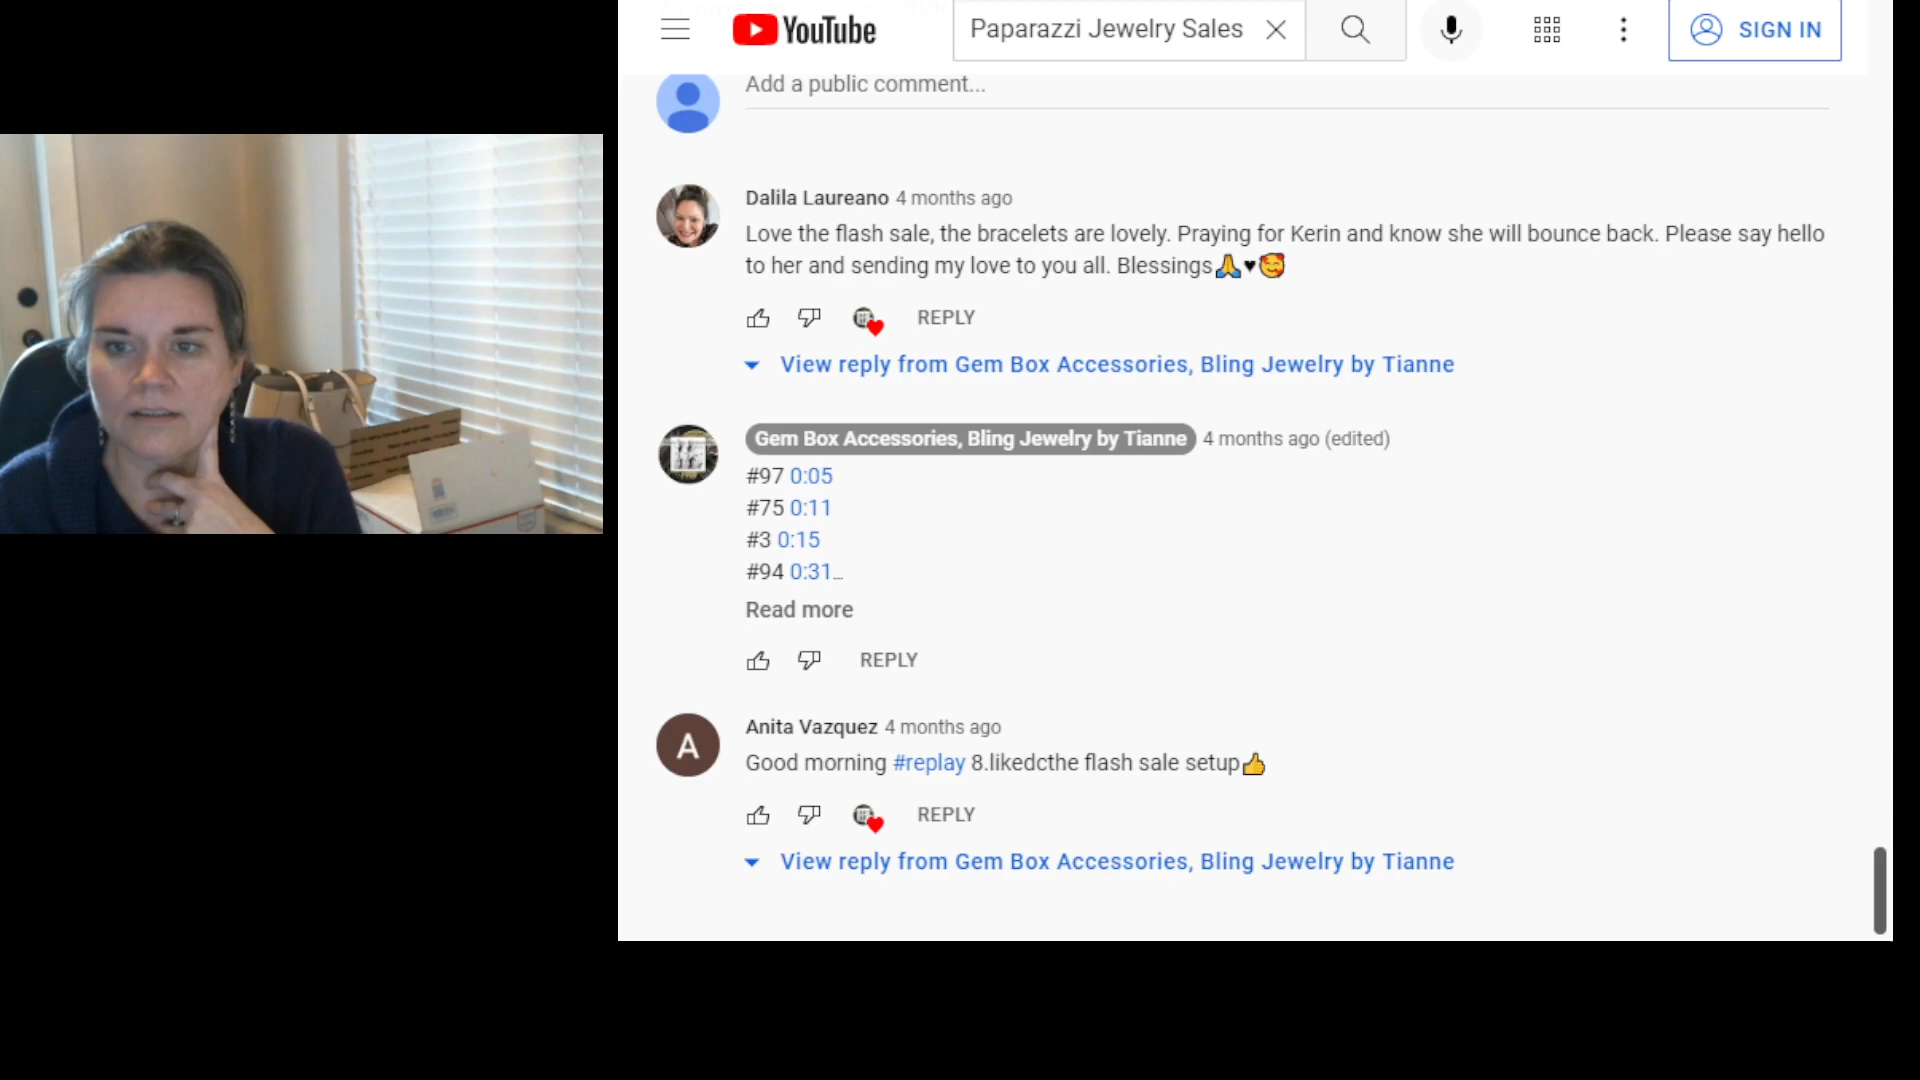 YouTube
Paparazzi Jewelry Sales
SIGN IN
Add a public comment...
Dalila Laureano 4 months ago
Love the flash sale, the bracelets are lovely. Praying for Kerin and know she will bounce back. Please say hello
to her and sending my love to you all. Blessings🙏♥🥰
REPLY
View reply from Gem Box Accessories, Bling Jewelry by Tianne
Gem Box Accessories, Bling Jewelry by Tianne 4 months ago (edited)
#97 0:05
#75 0:11
#3 0:15
#94 0:31...
Read more
REPLY
A
Anita Vazquez 4 months ago
Good morning #replay 8.likedcthe flash sale setup👍
REPLY
View reply from Gem Box Accessories, Bling Jewelry by Tianne